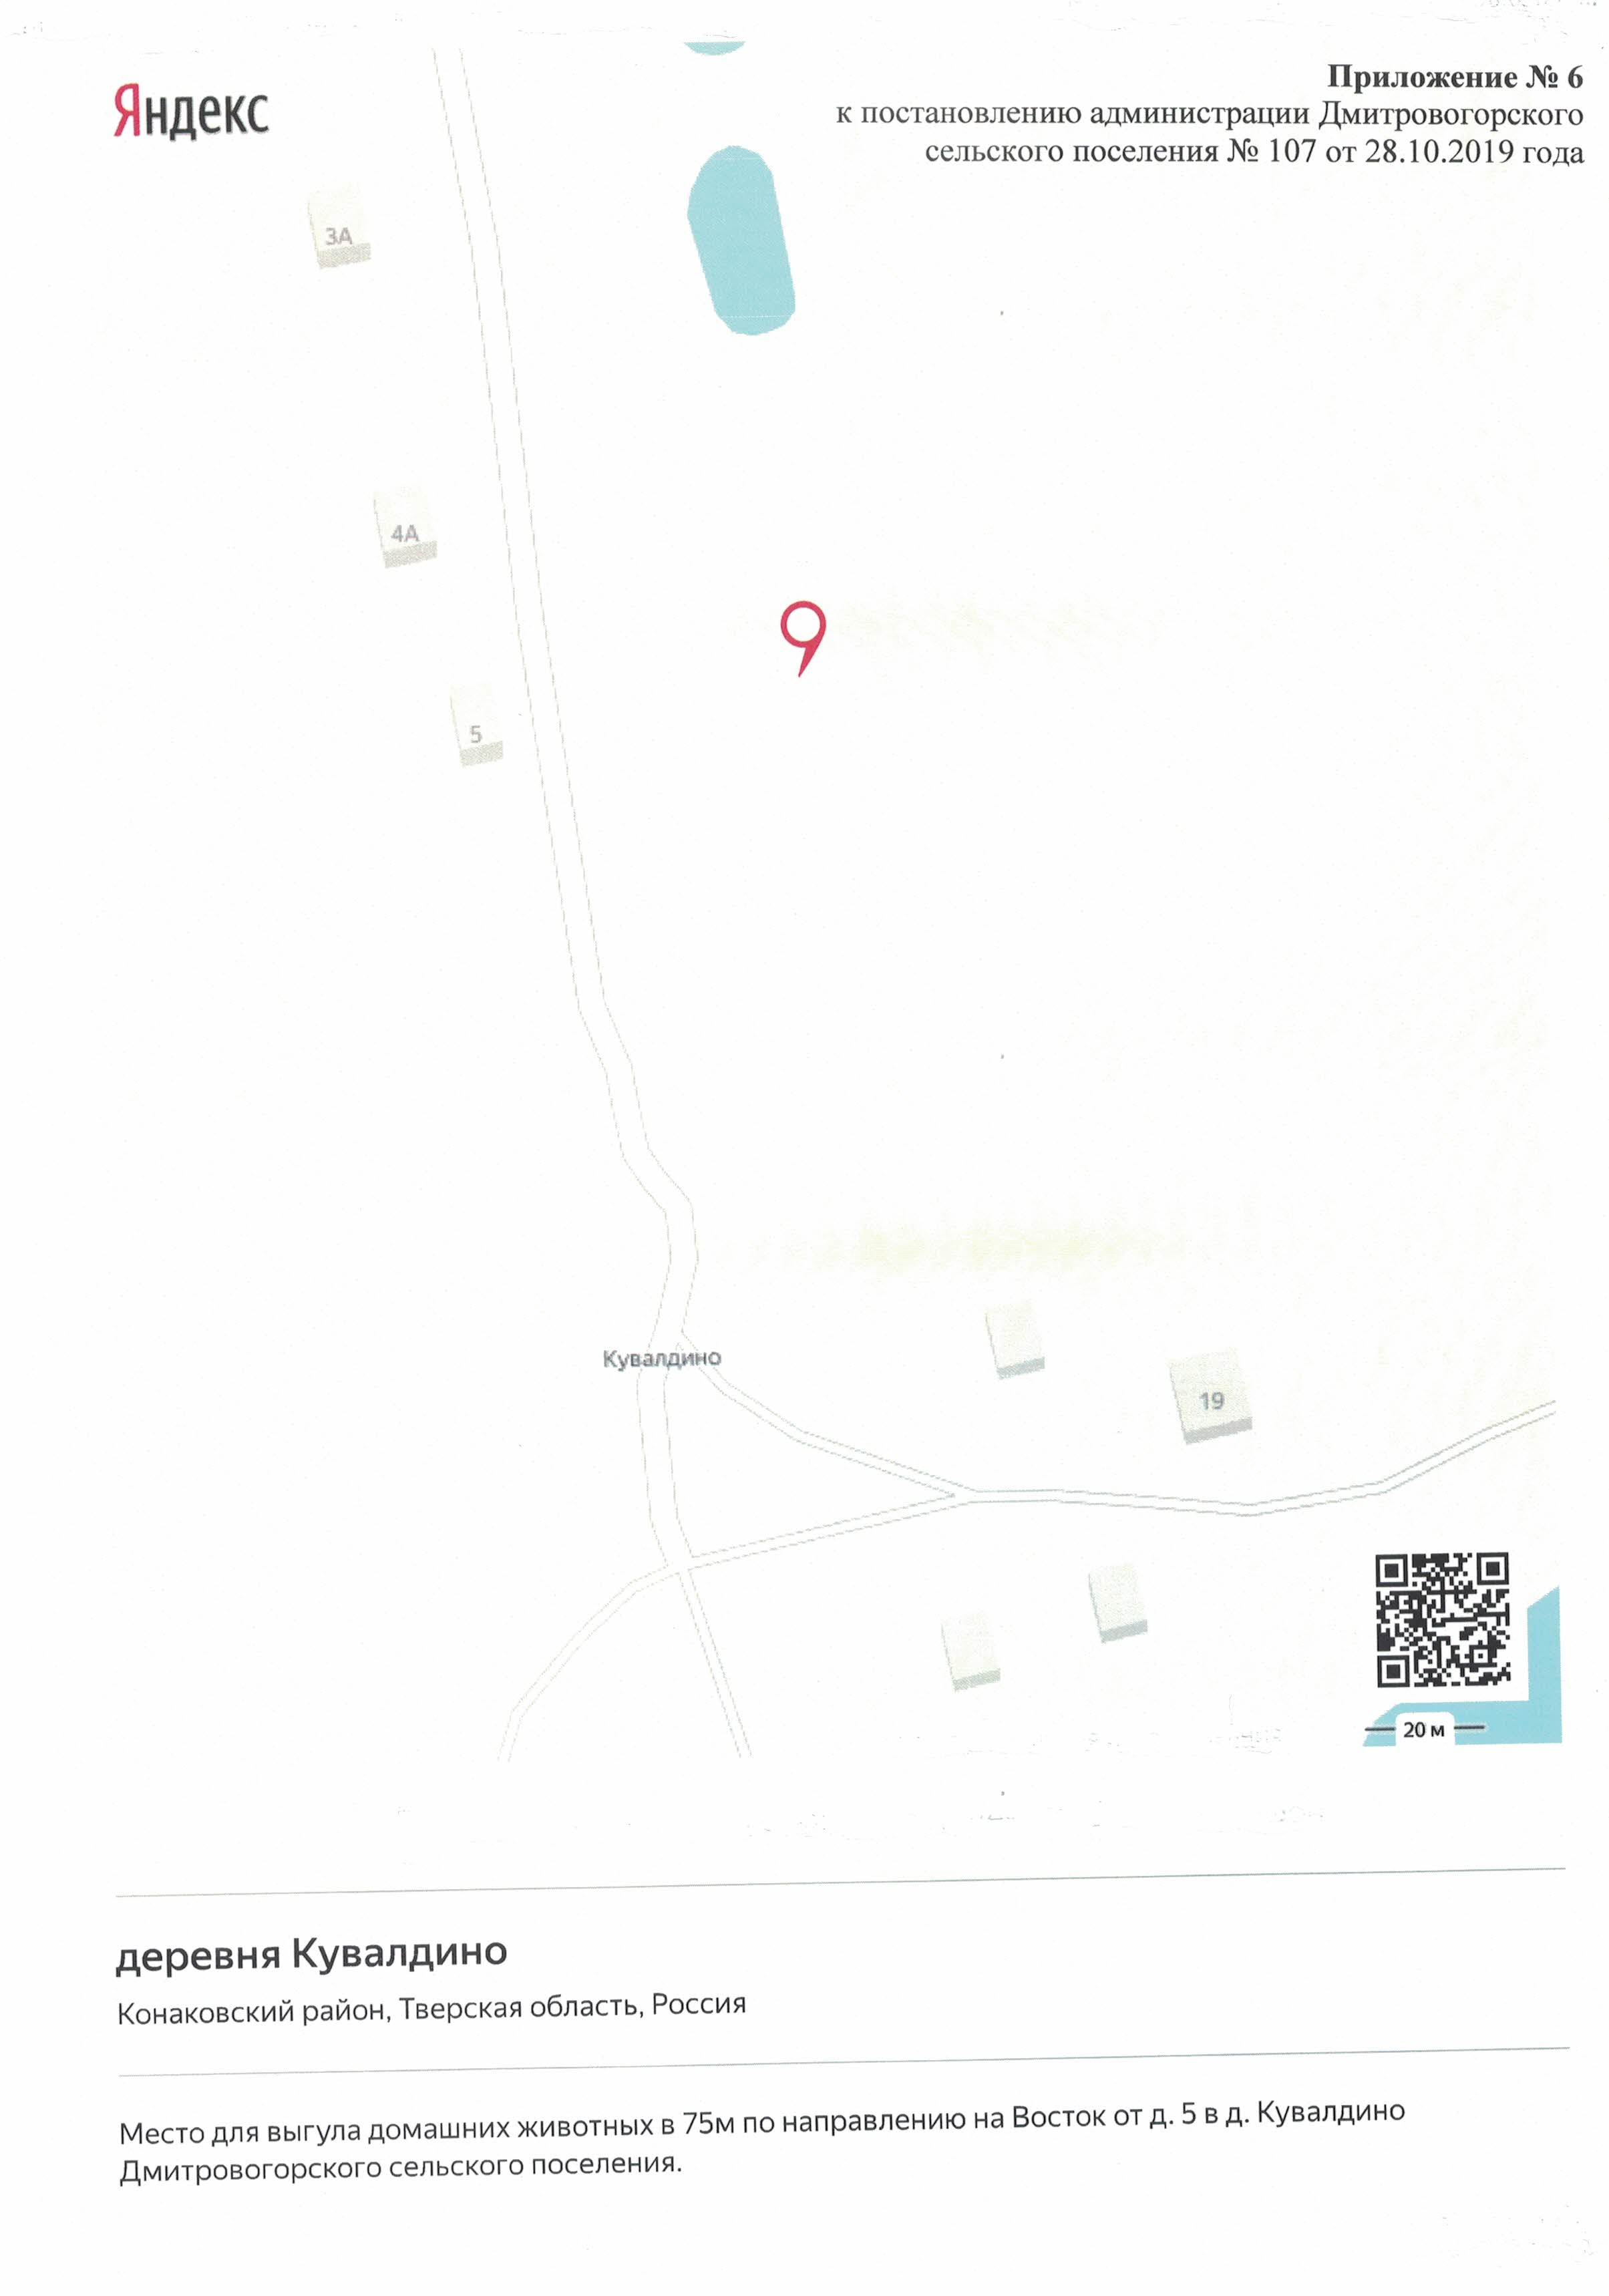 Яндекс
Приложение № 6
к постановлению администрации Дмитровогорского
сельского поселения № 107 от 28.10.2019 года
3А
4А
5
Кувалдино
19
20 м
деревня Кувалдино
Конаковский район, Тверская область, Россия
Место для выгула домашних животных в 75м по направлению на Восток от д. 5 в д. Кувалдино
Дмитровогорского сельского поселения.